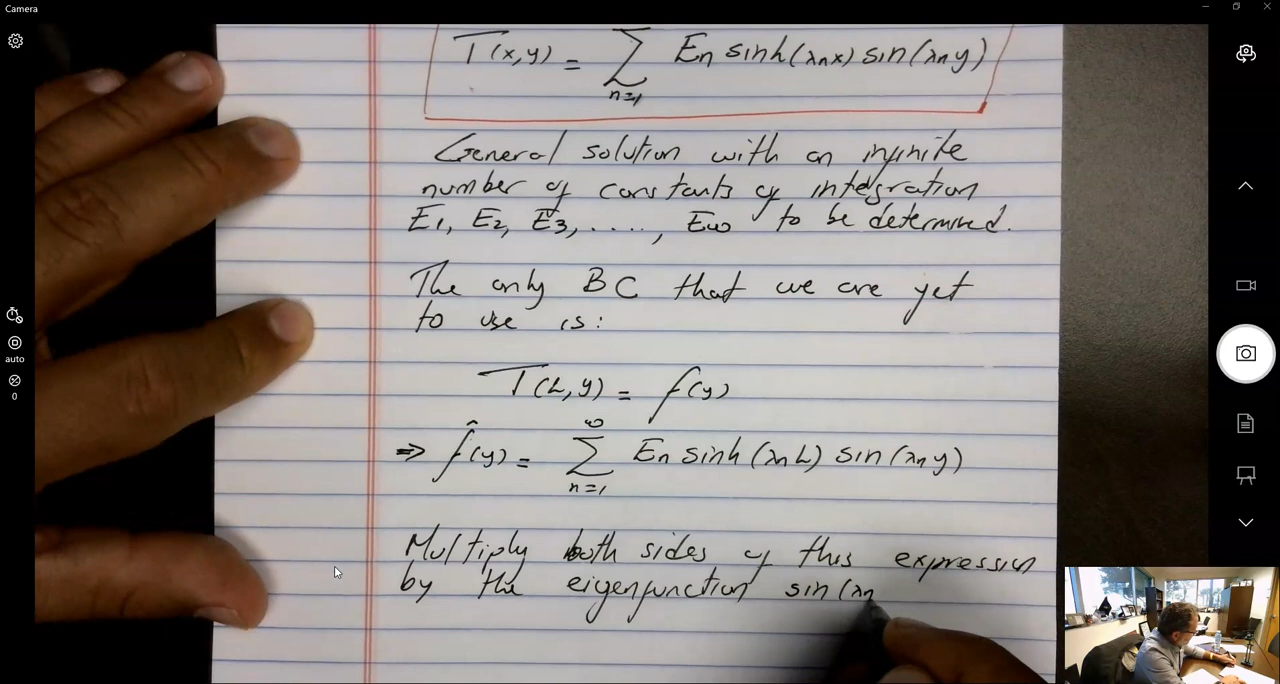 Camera
T(x,y) = ∑ En sinh(λnx) sin(λny)
n=1
General solution with an infinite
number of constants of integration
E1, E2, E3, ...., E∞ to be determined.
The only BC that we are yet
to use is:
T(L,y) = f(y)
∞
⇒ f(y) = ∑ En sinh(λnL) sin(λny)
n=1
Multiply both sides of this expression
by the eigenfunction sin(λn
auto
0